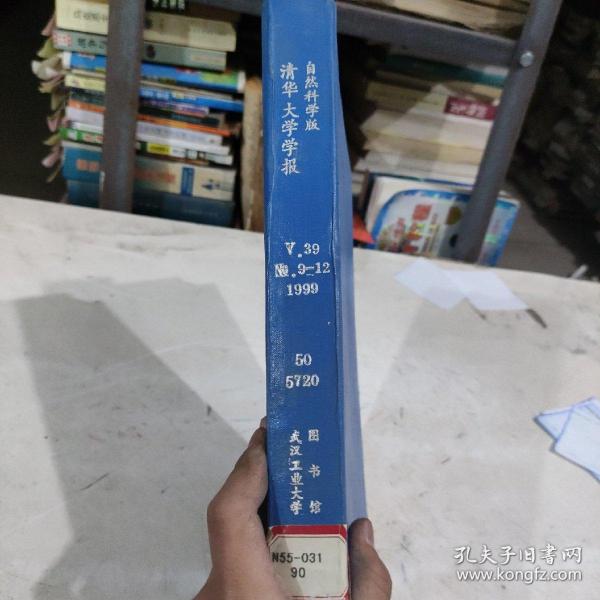 自然科学版
清华大学学报
V.39
№.9-12
1999
50
5720
图书馆
武汉工业大学
N55-031
90
孔夫子旧书网
www.kongfz.com